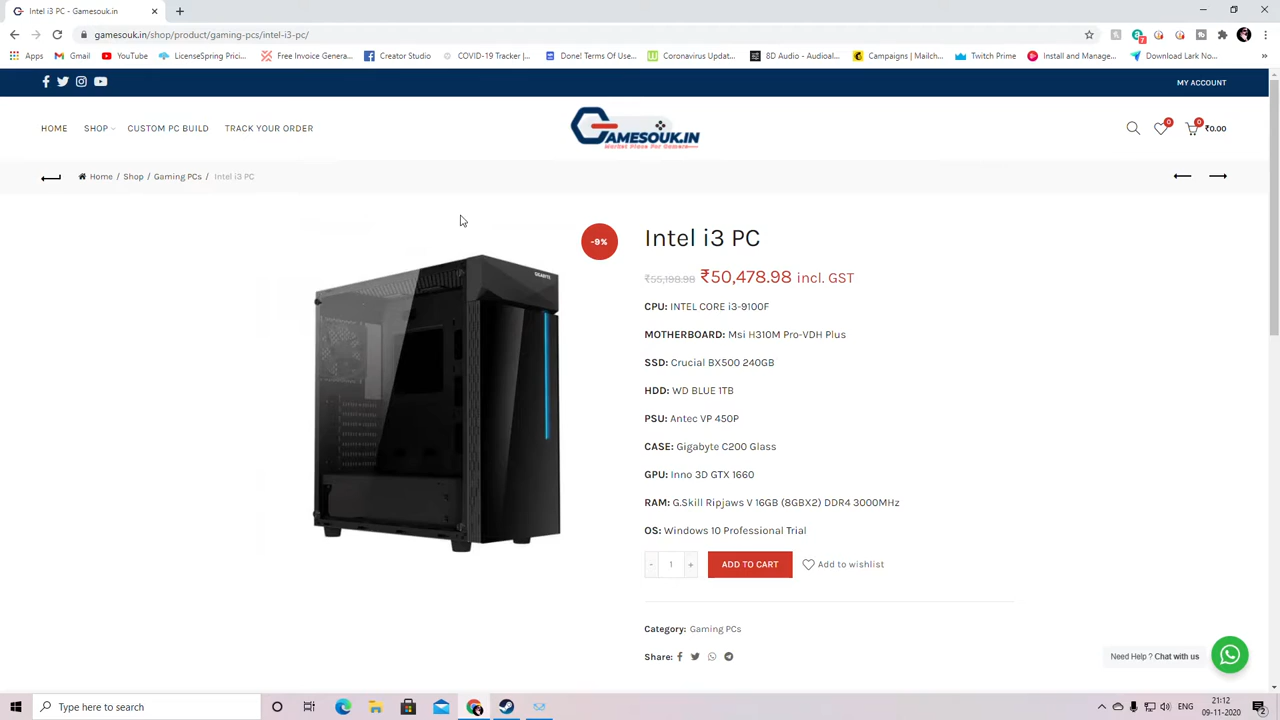 Intel i3 PC - Gamesouk.in
gamesouk.in/shop/product/gaming-pcs/intel-i3-pc/
Apps Gmail YouTube LicenseSpring Prici... Free Invoice Genera... Creator Studio COVID-19 Tracker |... Done! Terms Of Use... Coronavirus Updat... 8D Audio - Audioal... Campaigns | Mailch... Twitch Prime Install and Manage... Download Lark No...
MY ACCOUNT
HOME SHOP CUSTOM PC BUILD TRACK YOUR ORDER
GAMESOUK.IN
Market Place For Gamers
0 0 ₹0.00
Home / Shop / Gaming PCs / Intel i3 PC
-9%
Intel i3 PC
₹55,198.98 ₹50,478.98 incl. GST
CPU: INTEL CORE i3-9100F
MOTHERBOARD: Msi H310M Pro-VDH Plus
SSD: Crucial BX500 240GB
HDD: WD BLUE 1TB
PSU: Antec VP 450P
CASE: Gigabyte C200 Glass
GPU: Inno 3D GTX 1660
RAM: G.Skill Ripjaws V 16GB (8GBX2) DDR4 3000MHz
OS: Windows 10 Professional Trial
- 1 + ADD TO CART Add to wishlist
Category: Gaming PCs
Share:
Need Help ? Chat with us
GIGABYTE
Type here to search
ENG
21:12
09-11-2020
2